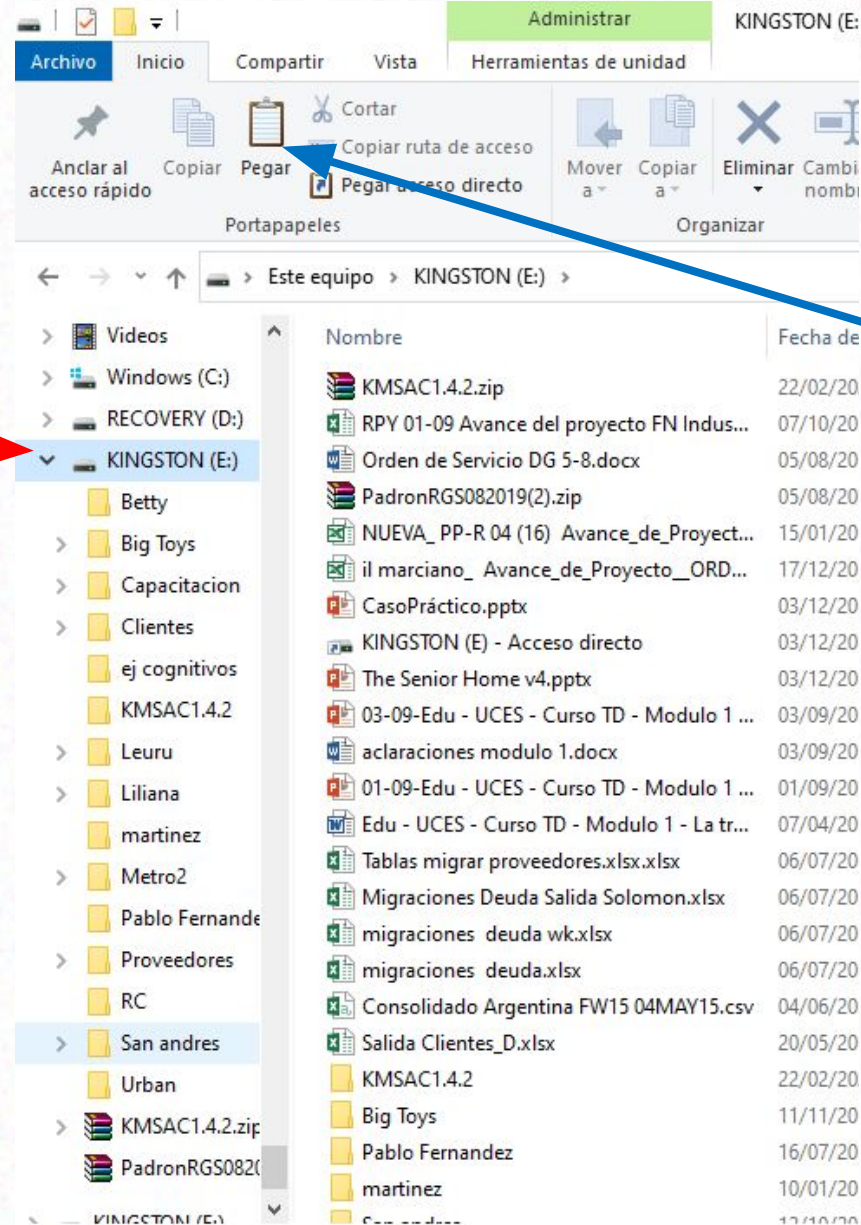 Administrar KINGSTON (E:
Archivo Inicio Compartir Vista Herramientas de unidad
Anclar al acceso rápido
Copiar
Pegar
Cortar
Copiar ruta de acceso
Pegar acceso directo
Mover a
Copiar a
Eliminar
Cambi
nombr
Portapapeles Organizar
Este equipo > KINGSTON (E:) >
Videos
Windows (C:)
RECOVERY (D:)
KINGSTON (E:)
Betty
Big Toys
Capacitacion
Clientes
ej cognitivos
KMSAC1.4.2
Leuru
Liliana
martinez
Metro2
Pablo Fernande
Proveedores
RC
San andres
Urban
KMSAC1.4.2.zip
PadronRGS0820
KINGSTON (E:)
Nombre Fecha de
KMSAC1.4.2.zip 22/02/20
RPY 01-09 Avance del proyecto FN Indus... 07/10/20
Orden de Servicio DG 5-8.docx 05/08/20
PadronRGS082019(2).zip 05/08/20
NUEVA_ PP-R 04 (16) Avance_de_Proyect... 15/01/20
il marciano_ Avance_de_Proyecto__ORD... 17/12/20
CasoPráctico.pptx 03/12/20
KINGSTON (E) - Acceso directo 03/12/20
The Senior Home v4.pptx 03/12/20
03-09-Edu - UCES - Curso TD - Modulo 1 ... 03/09/20
aclaraciones modulo 1.docx 03/09/20
01-09-Edu - UCES - Curso TD - Modulo 1 ... 01/09/20
Edu - UCES - Curso TD - Modulo 1 - La tr... 07/04/20
Tablas migrar proveedores.xlsx.xlsx 06/07/20
Migraciones Deuda Salida Solomon.xlsx 06/07/20
migraciones deuda wk.xlsx 06/07/20
migraciones deuda.xlsx 06/07/20
Consolidado Argentina FW15 04MAY15.csv 04/06/20
Salida Clientes_D.xlsx 20/05/20
KMSAC1.4.2 22/02/20
Big Toys 11/11/20
Pablo Fernandez 16/07/20
martinez 10/01/20